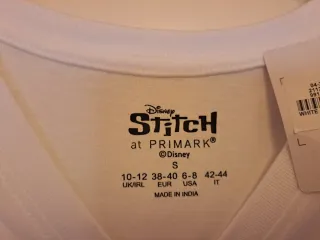 Disney
STITCH
at PRIMARK®
©Disney
S
10-12 38-40 6-8 42-44
UK/IRL EUR USA IT
MADE IN INDIA
WHITE